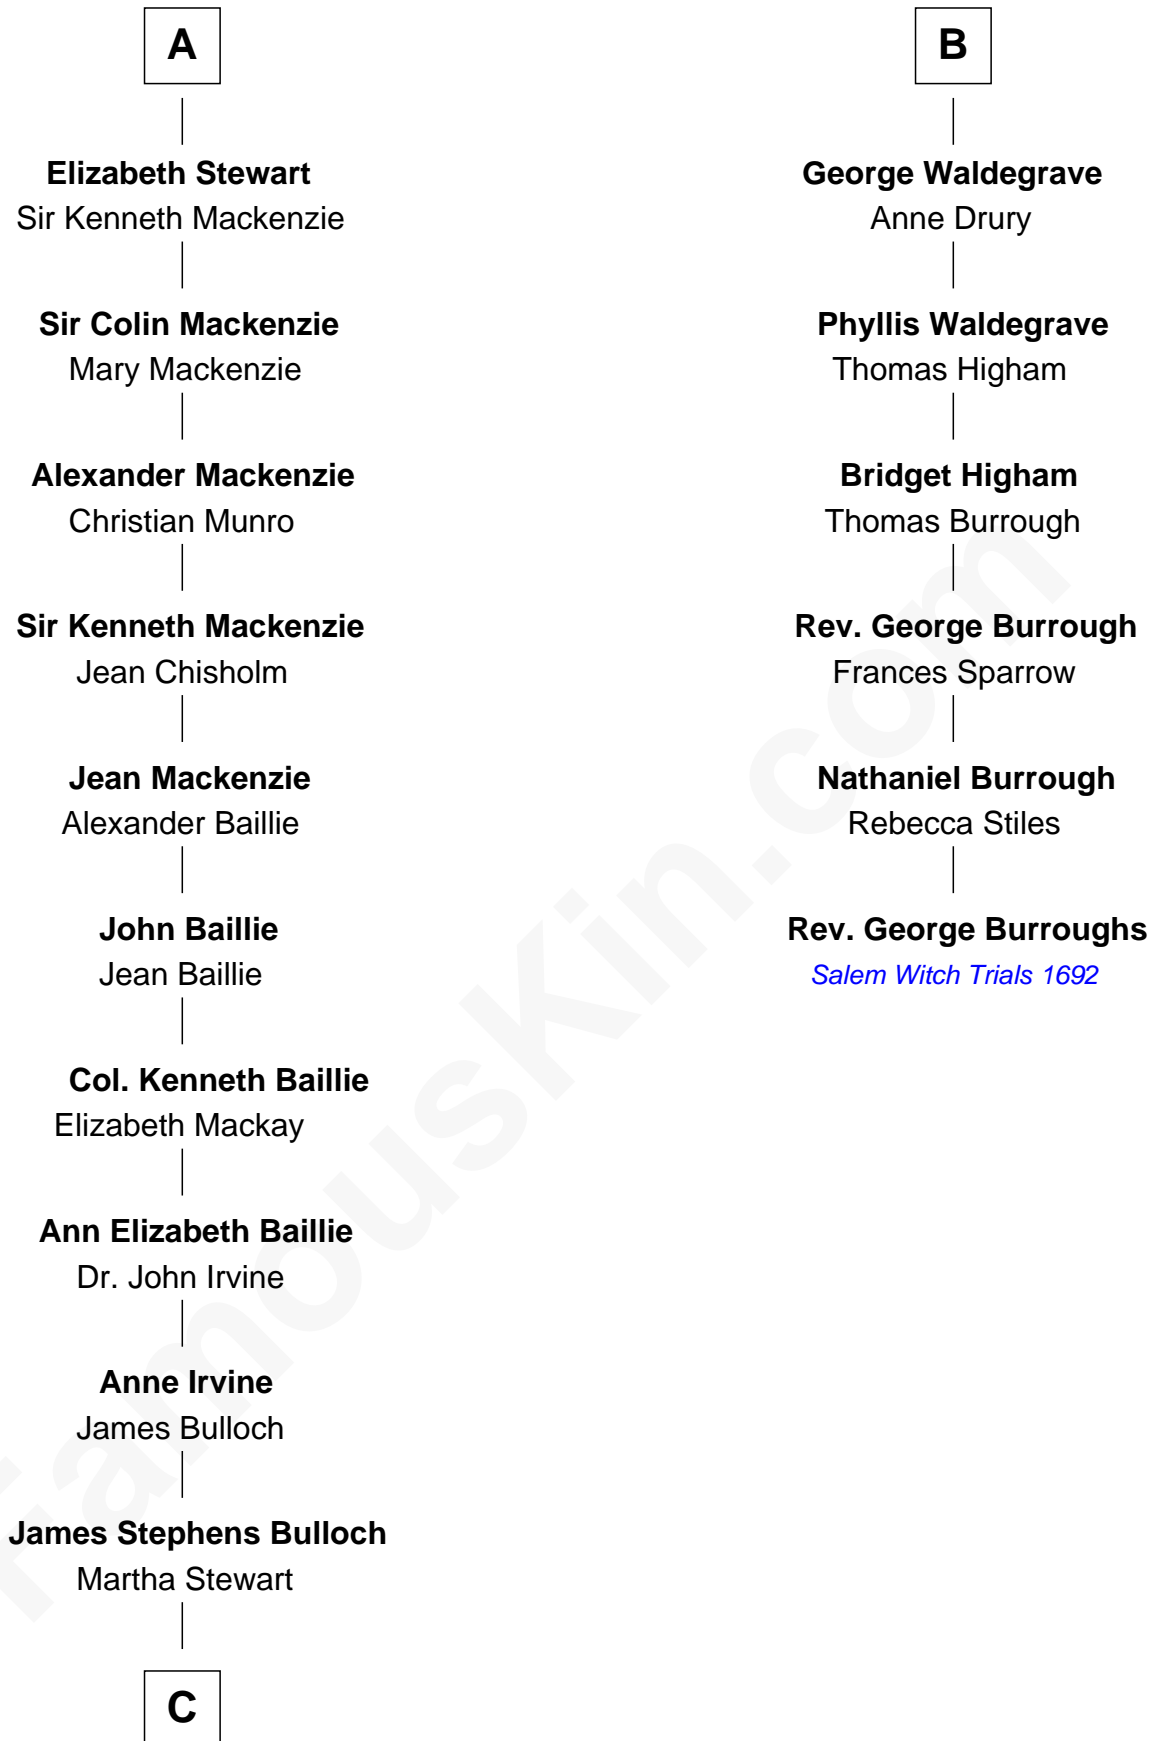 A
Elizabeth Stewart
Sir Kenneth Mackenzie
Sir Colin Mackenzie
Mary Mackenzie
Alexander Mackenzie
Christian Munro
Sir Kenneth Mackenzie
Jean Chisholm
Jean Mackenzie
Alexander Baillie
John Baillie
Jean Baillie
Col. Kenneth Baillie
Elizabeth Mackay
Ann Elizabeth Baillie
Dr. John Irvine
Anne Irvine
James Bulloch
James Stephens Bulloch
Martha Stewart
C
B
George Waldegrave
Anne Drury
Phyllis Waldegrave
Thomas Higham
Bridget Higham
Thomas Burrough
Rev. George Burrough
Frances Sparrow
Nathaniel Burrough
Rebecca Stiles
Rev. George Burroughs
Salem Witch Trials 1692
FamousKin.com